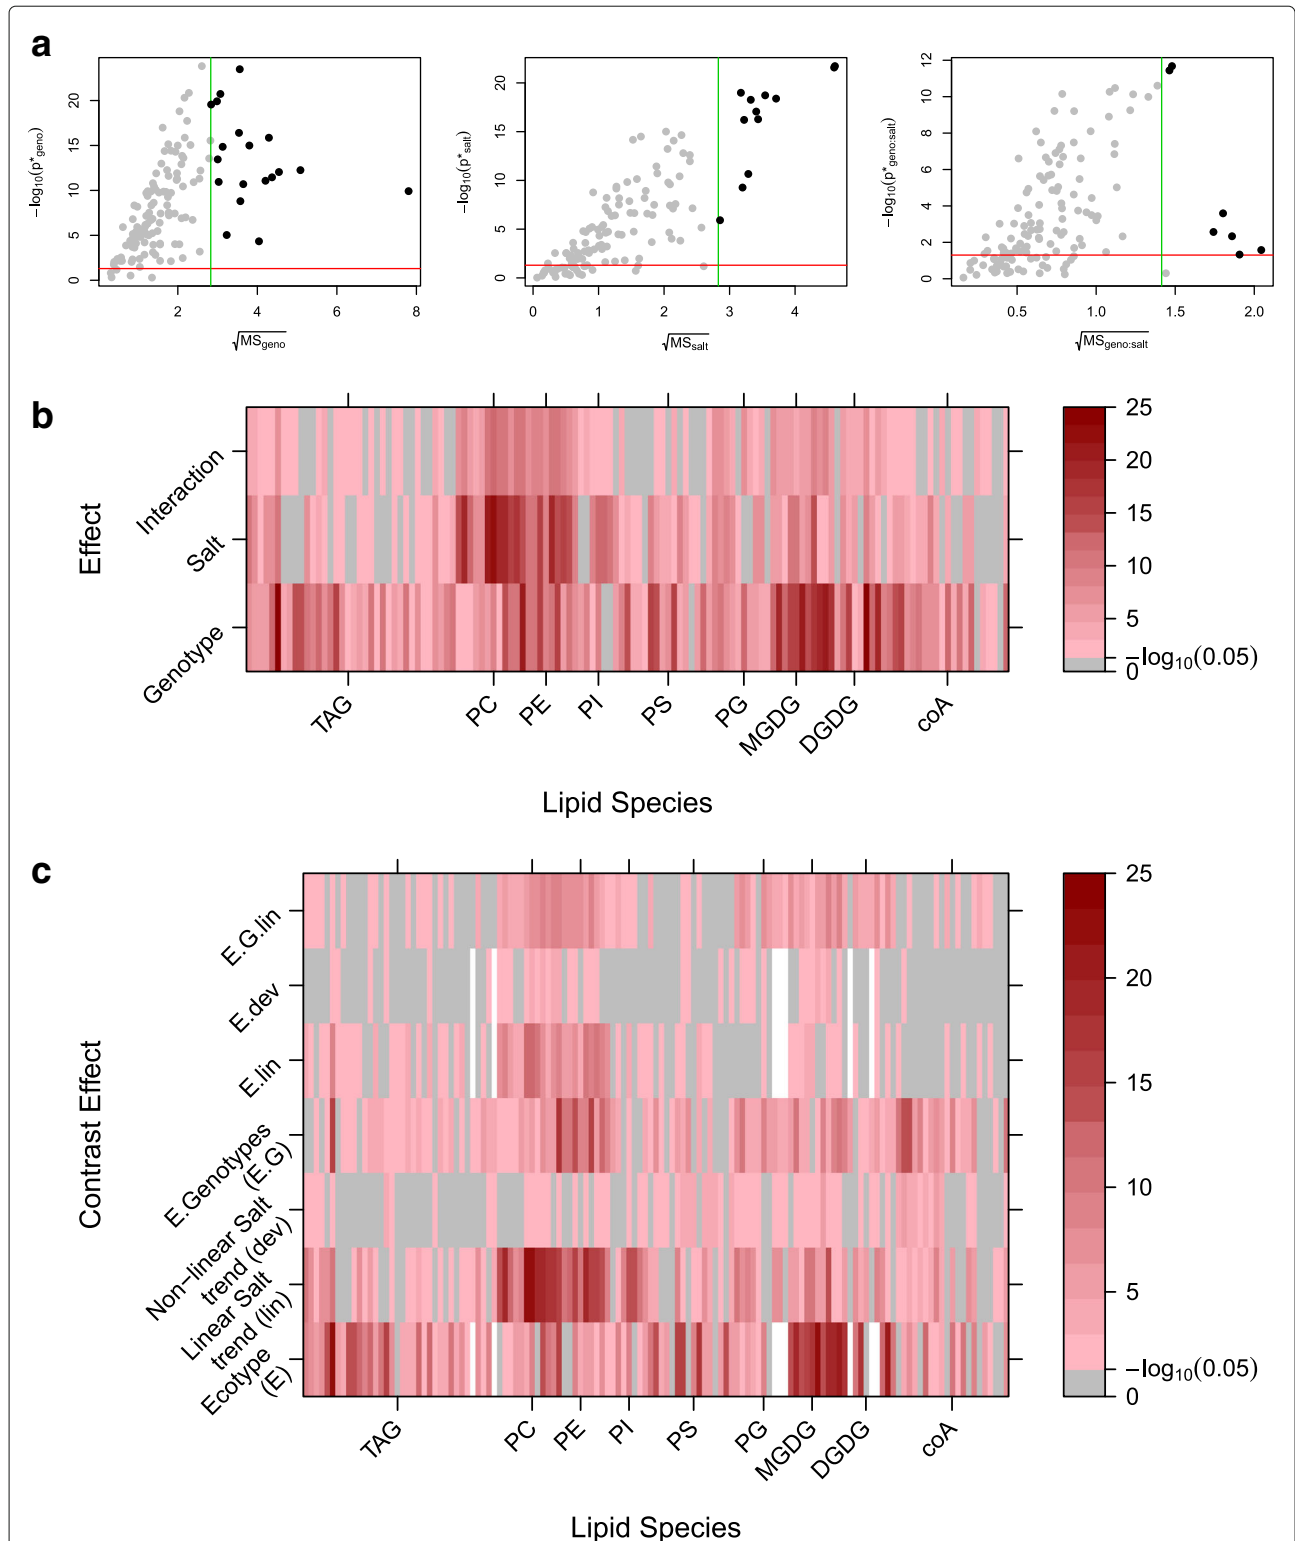 a
−log10(p*geno)
0 5 10 15 20
2 4 6 8
√MSgeno
−log10(p*salt)
0 5 10 15 20
0 1 2 3 4
√MSsalt
−log10(p*geno:salt)
0 2 4 6 8 10 12
0.5 1.0 1.5 2.0
√MSgeno:salt
b
Effect
Interaction
Salt
Genotype
TAG PC PE PI PS PG MGDG DGDG coA
Lipid Species
25
20
15
10
5
−log10(0.05)
0
c
Contrast Effect
E.G.lin
E.dev
E.lin
E.Genotypes
(E.G)
Non−linear Salt
trend (dev)
Linear Salt
trend (lin)
Ecotype
(E)
TAG PC PE PI PS PG MGDG DGDG coA
Lipid Species
25
20
15
10
5
−log10(0.05)
0